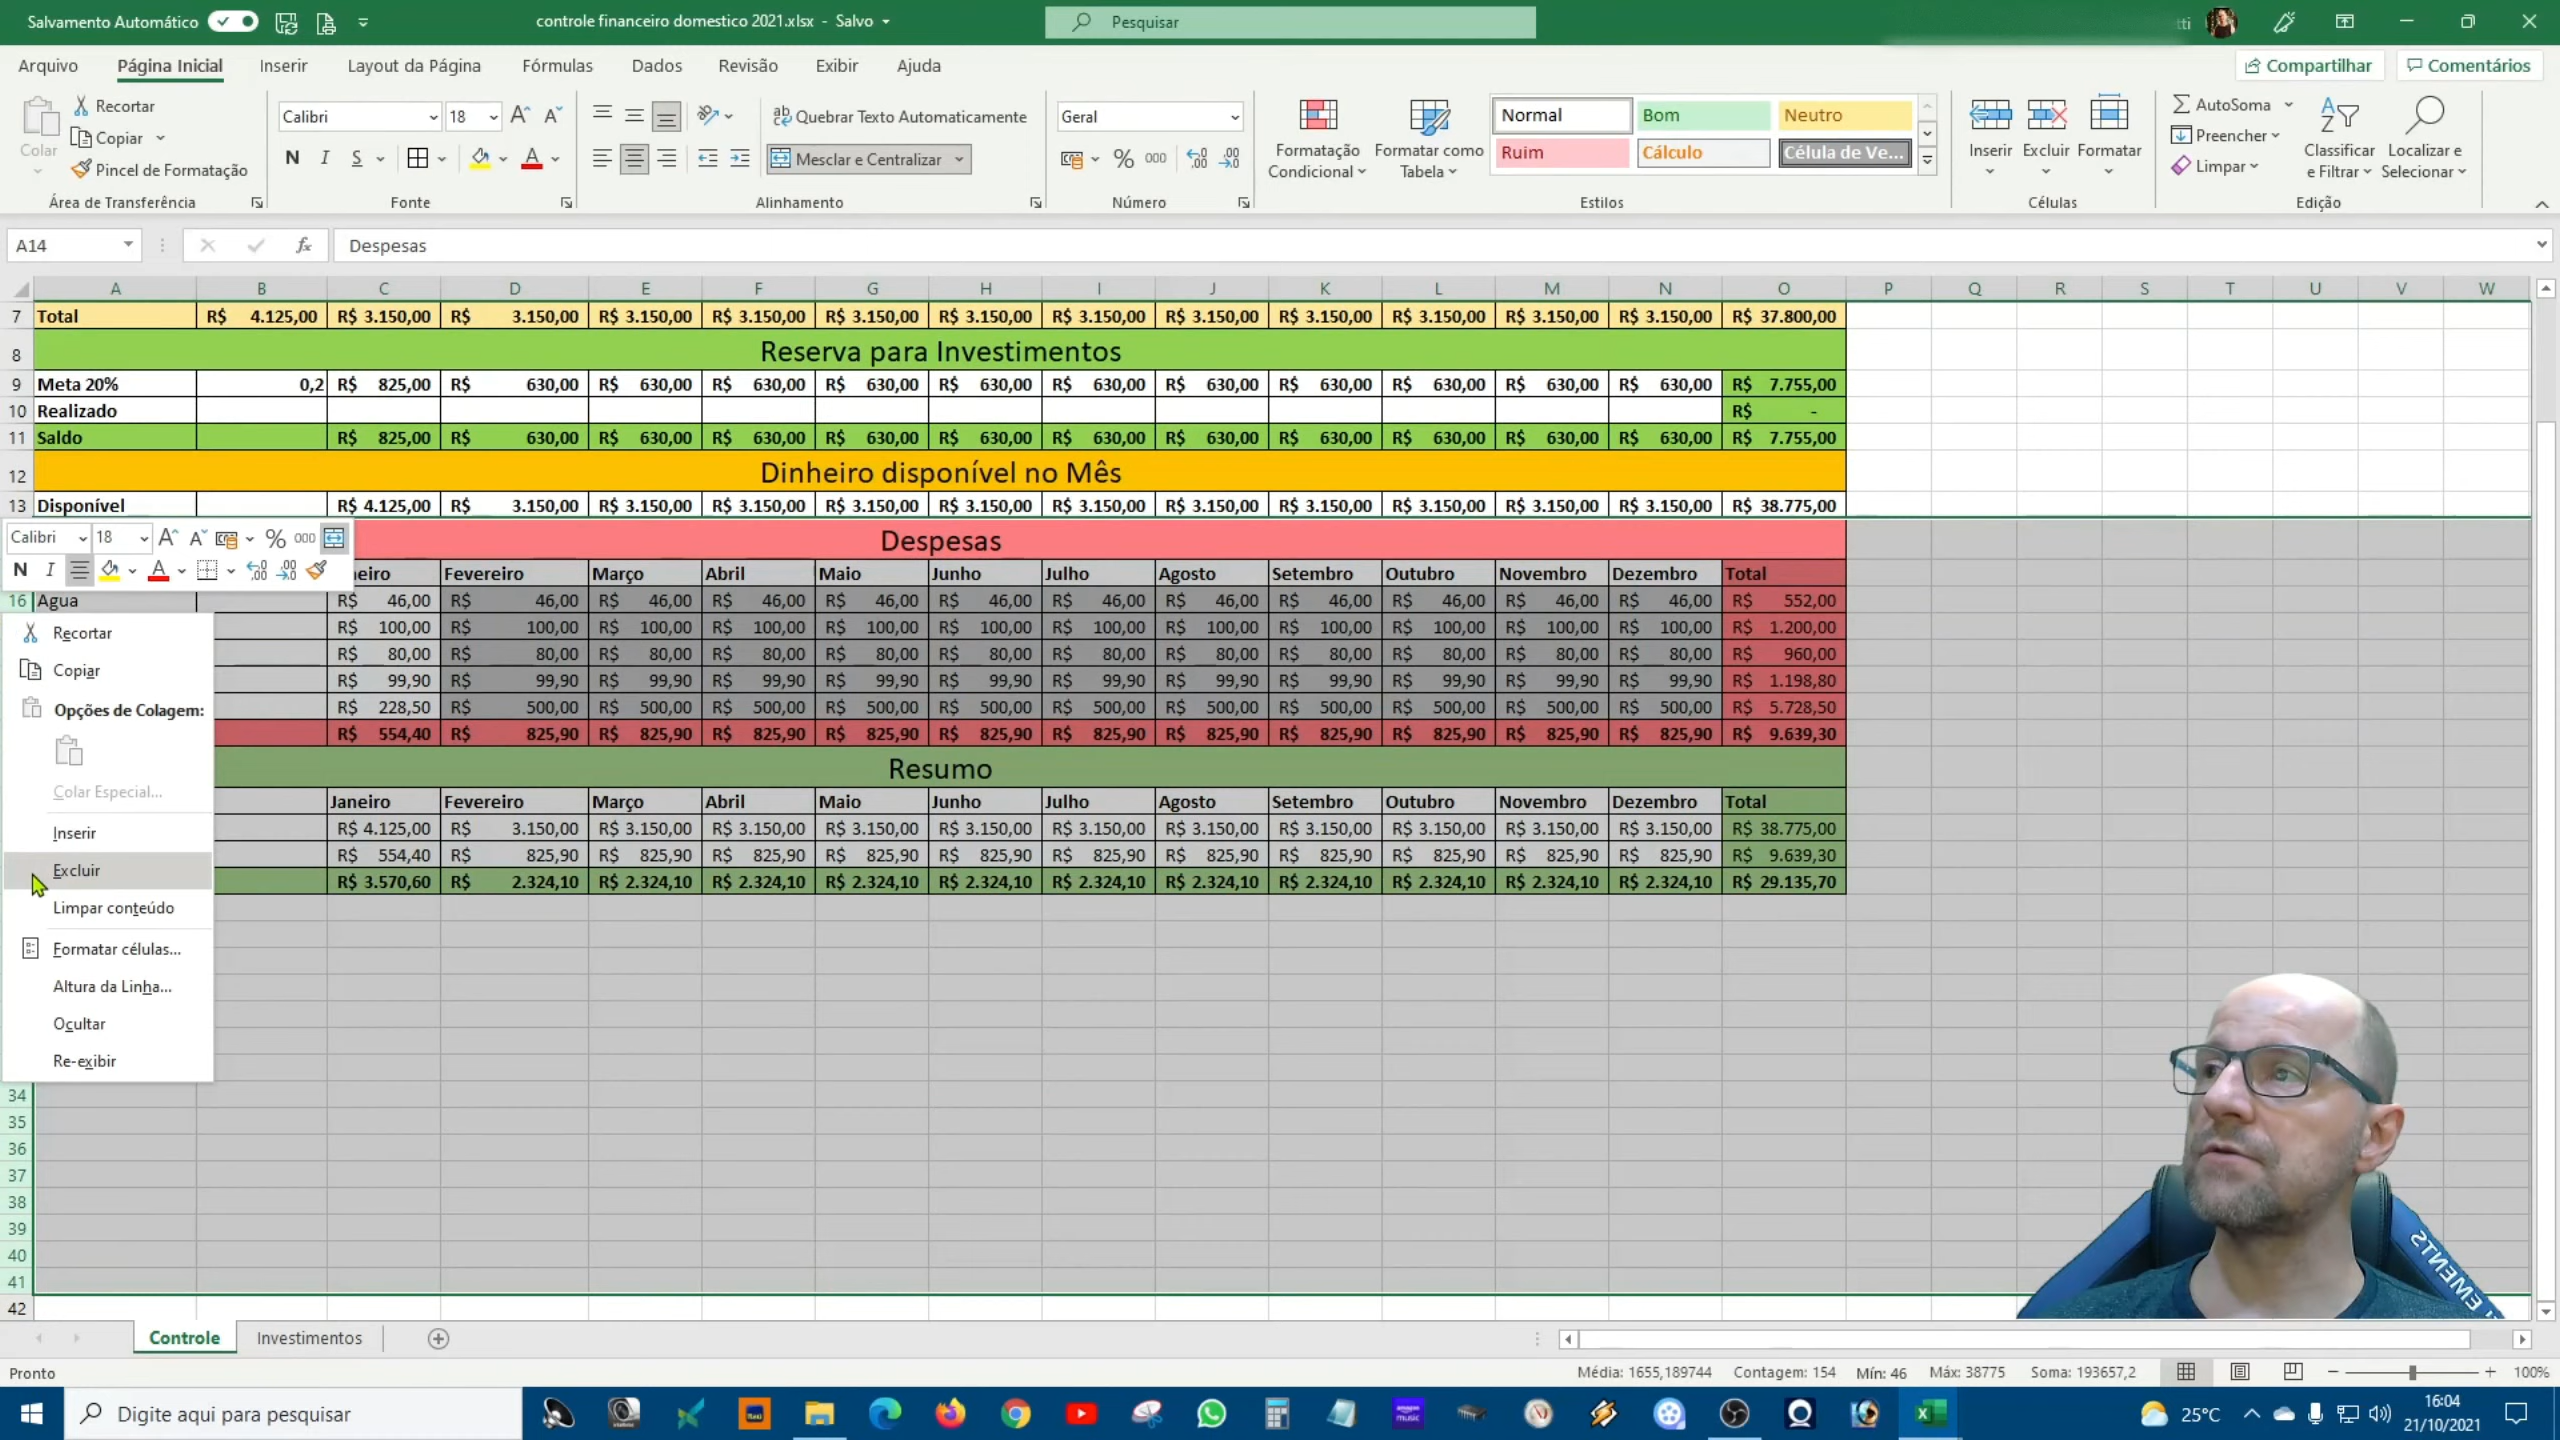 Salvamento Automático controle financeiro domestico 2021.xlsx - Salvo Pesquisar tti
Arquivo Página Inicial Inserir Layout da Página Fórmulas Dados Revisão Exibir Ajuda Compartilhar Comentários
Colar Recortar Copiar Pincel de Formatação
Calibri 18 N I S
Quebrar Texto Automaticamente Mesclar e Centralizar
Geral % 000
Formatação Condicional Formatar como Tabela
Normal Bom Neutro
Ruim Cálculo Célula de Ve...
Inserir Excluir Formatar
AutoSoma Preencher Limpar
Classificar e Filtrar Localizar e Selecionar
Área de Transferência Fonte Alinhamento Número Estilos Células Edição
A14 fx Despesas
A B C D E F G H I J K L M N O P Q R S T U V W
7 Total R$ 4.125,00 R$ 3.150,00 R$ 3.150,00 R$ 3.150,00 R$ 3.150,00 R$ 3.150,00 R$ 3.150,00 R$ 3.150,00 R$ 3.150,00 R$ 3.150,00 R$ 3.150,00 R$ 3.150,00 R$ 3.150,00 R$ 37.800,00
8 Reserva para Investimentos
9 Meta 20% 0,2 R$ 825,00 R$ 630,00 R$ 630,00 R$ 630,00 R$ 630,00 R$ 630,00 R$ 630,00 R$ 630,00 R$ 630,00 R$ 630,00 R$ 630,00 R$ 630,00 R$ 7.755,00
10 Realizado R$ -
11 Saldo R$ 825,00 R$ 630,00 R$ 630,00 R$ 630,00 R$ 630,00 R$ 630,00 R$ 630,00 R$ 630,00 R$ 630,00 R$ 630,00 R$ 630,00 R$ 630,00 R$ 7.755,00
12 Dinheiro disponível no Mês
13 Disponível R$ 4.125,00 R$ 3.150,00 R$ 3.150,00 R$ 3.150,00 R$ 3.150,00 R$ 3.150,00 R$ 3.150,00 R$ 3.150,00 R$ 3.150,00 R$ 3.150,00 R$ 3.150,00 R$ 3.150,00 R$ 38.775,00
Calibri 18 % 000 Despesas
N I A neiro Fevereiro Março Abril Maio Junho Julho Agosto Setembro Outubro Novembro Dezembro Total
16 Agua R$ 46,00 R$ 46,00 R$ 46,00 R$ 46,00 R$ 46,00 R$ 46,00 R$ 46,00 R$ 46,00 R$ 46,00 R$ 46,00 R$ 46,00 R$ 46,00 R$ 552,00
Recortar R$ 100,00 R$ 100,00 R$ 100,00 R$ 100,00 R$ 100,00 R$ 100,00 R$ 100,00 R$ 100,00 R$ 100,00 R$ 100,00 R$ 100,00 R$ 100,00 R$ 1.200,00
R$ 80,00 R$ 80,00 R$ 80,00 R$ 80,00 R$ 80,00 R$ 80,00 R$ 80,00 R$ 80,00 R$ 80,00 R$ 80,00 R$ 80,00 R$ 80,00 R$ 960,00
Copiar R$ 99,90 R$ 99,90 R$ 99,90 R$ 99,90 R$ 99,90 R$ 99,90 R$ 99,90 R$ 99,90 R$ 99,90 R$ 99,90 R$ 99,90 R$ 99,90 R$ 1.198,80
Opções de Colagem: R$ 228,50 R$ 500,00 R$ 500,00 R$ 500,00 R$ 500,00 R$ 500,00 R$ 500,00 R$ 500,00 R$ 500,00 R$ 500,00 R$ 500,00 R$ 500,00 R$ 5.728,50
R$ 554,40 R$ 825,90 R$ 825,90 R$ 825,90 R$ 825,90 R$ 825,90 R$ 825,90 R$ 825,90 R$ 825,90 R$ 825,90 R$ 825,90 R$ 825,90 R$ 9.639,30
Resumo
Colar Especial... Janeiro Fevereiro Março Abril Maio Junho Julho Agosto Setembro Outubro Novembro Dezembro Total
Inserir R$ 4.125,00 R$ 3.150,00 R$ 3.150,00 R$ 3.150,00 R$ 3.150,00 R$ 3.150,00 R$ 3.150,00 R$ 3.150,00 R$ 3.150,00 R$ 3.150,00 R$ 3.150,00 R$ 3.150,00 R$ 38.775,00
R$ 554,40 R$ 825,90 R$ 825,90 R$ 825,90 R$ 825,90 R$ 825,90 R$ 825,90 R$ 825,90 R$ 825,90 R$ 825,90 R$ 825,90 R$ 825,90 R$ 9.639,30
Excluir R$ 3.570,60 R$ 2.324,10 R$ 2.324,10 R$ 2.324,10 R$ 2.324,10 R$ 2.324,10 R$ 2.324,10 R$ 2.324,10 R$ 2.324,10 R$ 2.324,10 R$ 2.324,10 R$ 2.324,10 R$ 29.135,70
Limpar conteúdo
Formatar células...
Altura da Linha...
Ocultar
Re-exibir
34
35
36
37
38
39
40
41
42
EMENTS
Controle Investimentos
Pronto Média: 1655,189744 Contagem: 154 Mín: 46 Máx: 38775 Soma: 193657,2 100%
Digite aqui para pesquisar 25°C 16:04
21/10/2021